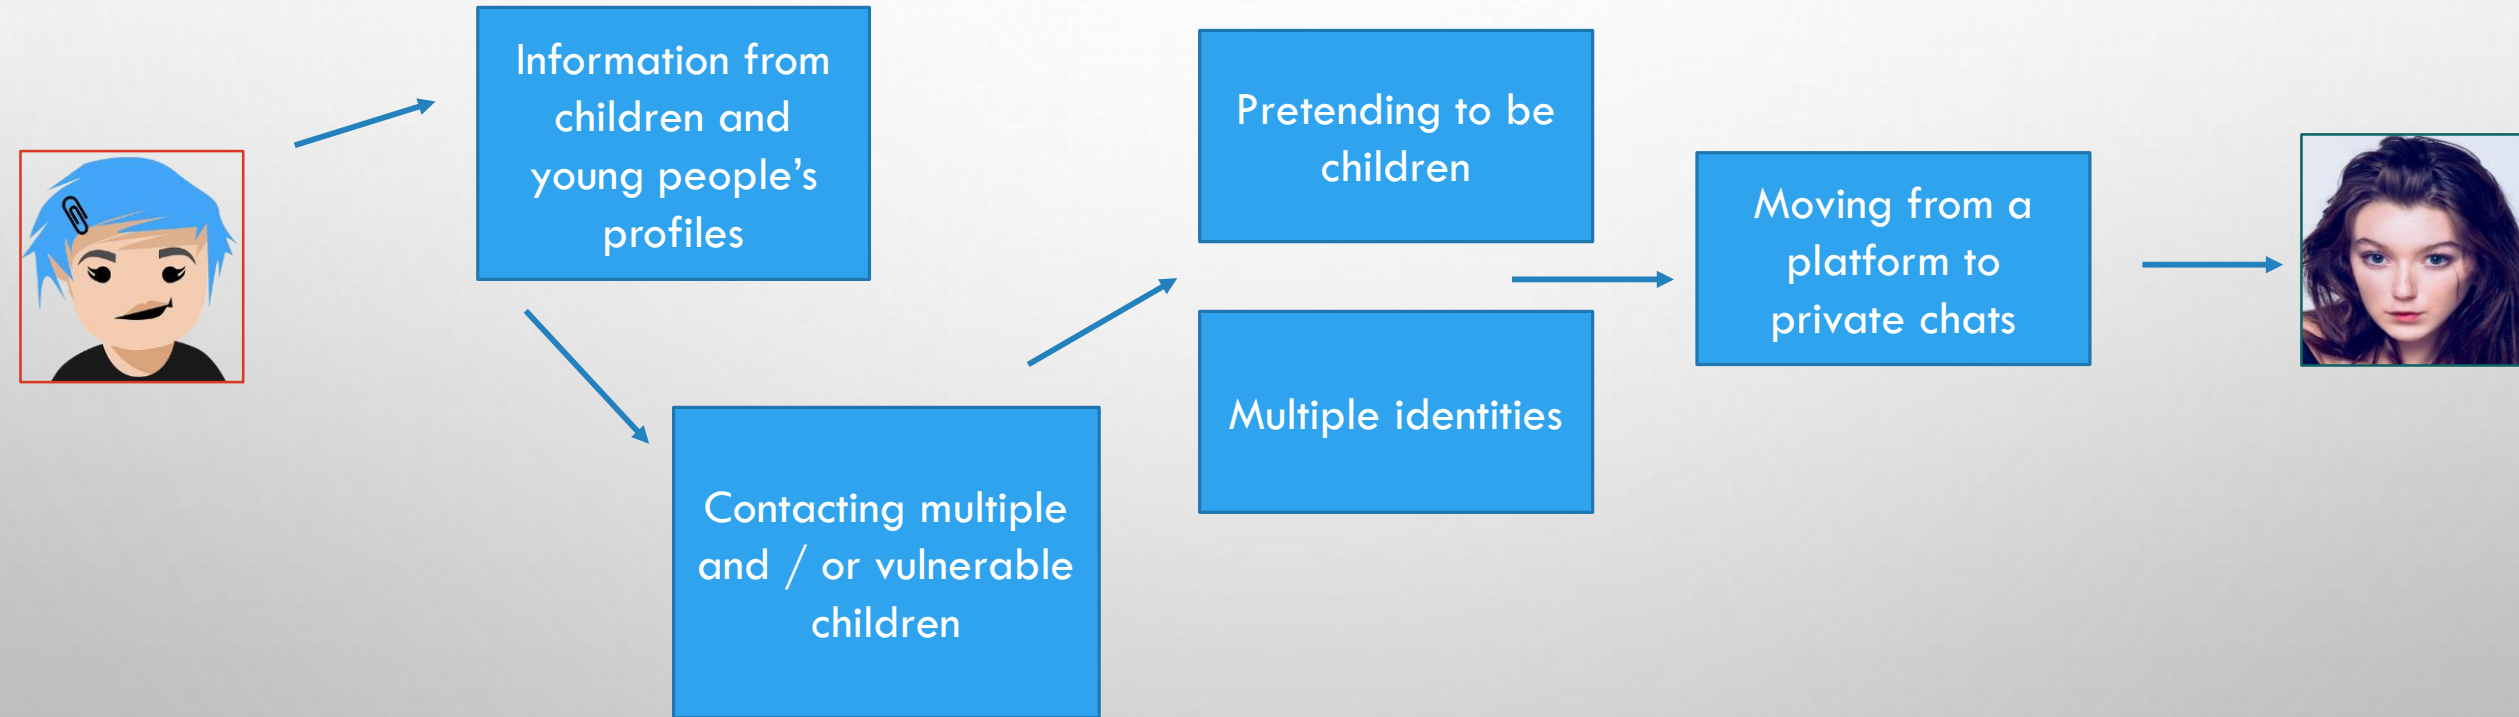 Information from
children and
young people’s
profiles
Contacting multiple
and / or vulnerable
children
Pretending to be
children
Multiple identities
Moving from a
platform to
private chats